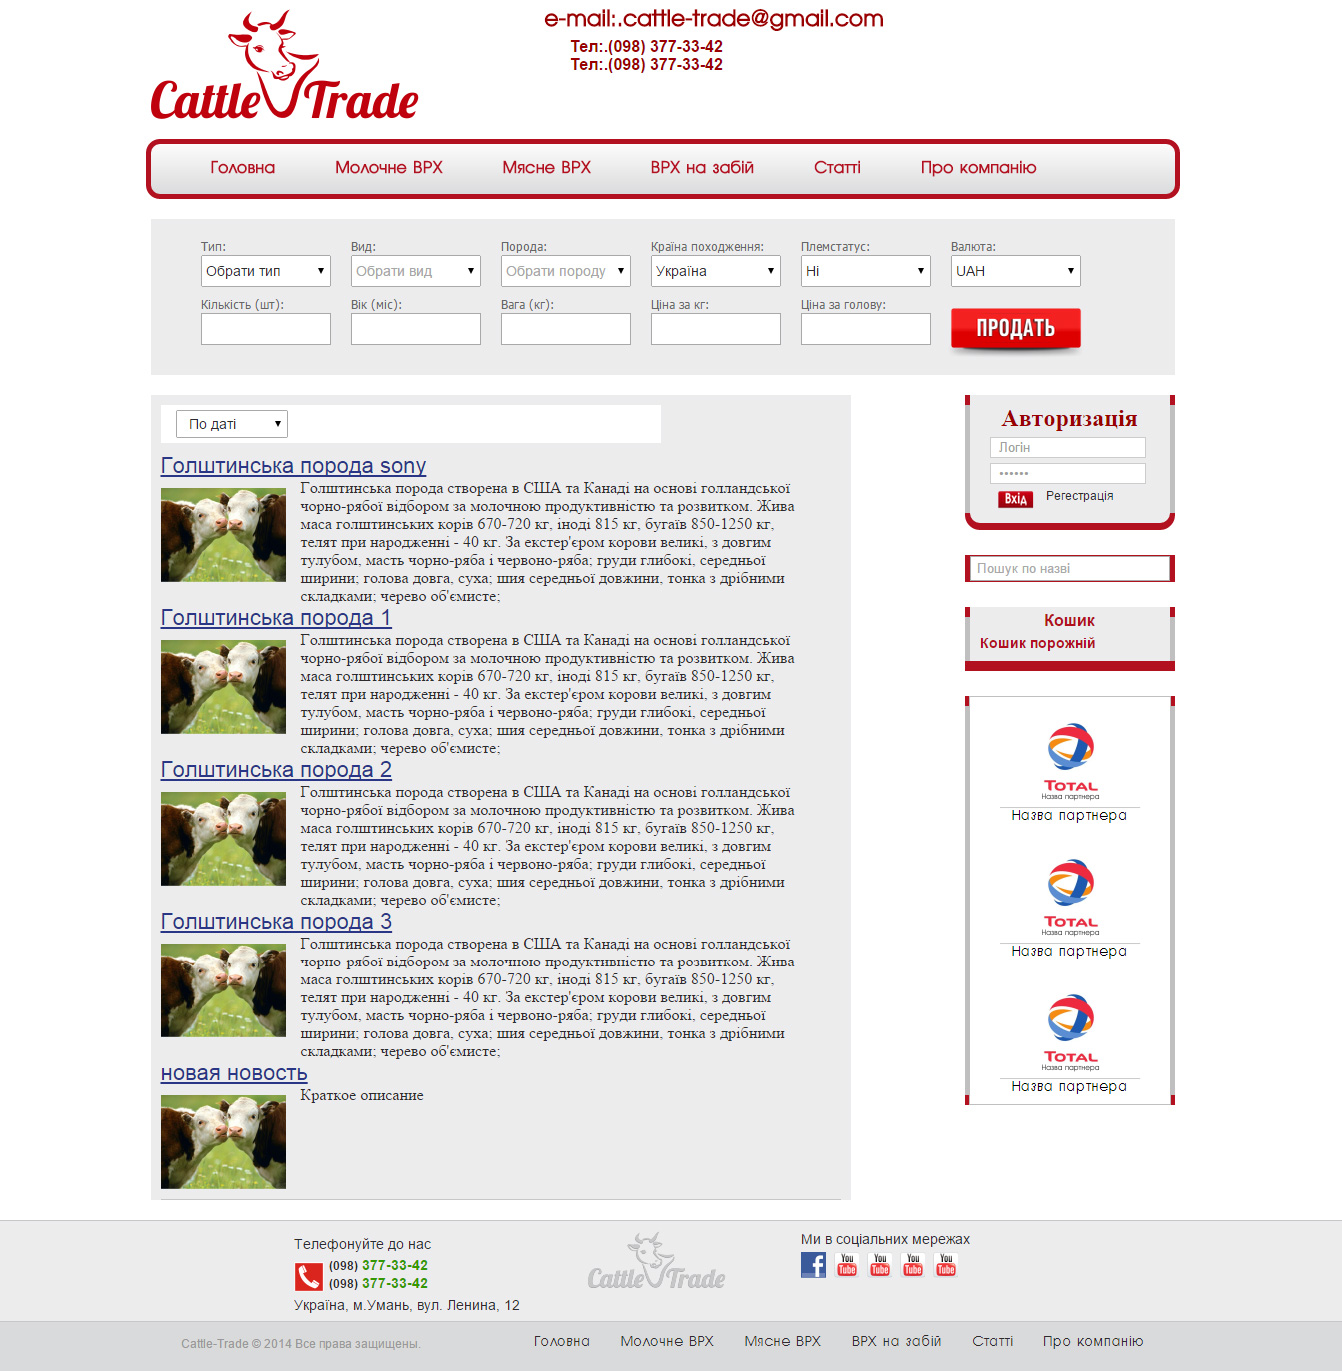 Cattle Trade
e-mail:.cattle-trade@gmail.com
Тел:.(098) 377-33-42
Тел:.(098) 377-33-42
Головна Молочне ВРХ Мясне ВРХ ВРХ на забій Статті Про компанію
Тип: Вид: Порода: Країна походження: Племстатус: Валюта:
Обрати тип Обрати вид Обрати породу Україна Ні UAH
Кількість (шт): Вік (міс): Вага (кг): Ціна за кг: Ціна за голову:
ПРОДАТЬ
По даті
Голштинська порода sony
Голштинська порода створена в США та Канаді на основі голландської
чорно-рябої відбором за молочною продуктивністю та розвитком. Жива
маса голштинських корів 670-720 кг, іноді 815 кг, бугаїв 850-1250 кг,
телят при народженні - 40 кг. За екстер'єром корови великі, з довгим
тулубом, масть чорно-ряба і червоно-ряба; груди глибокі, середньої
ширини; голова довга, суха; шия середньої довжини, тонка з дрібними
складками; черево об'ємисте;
Голштинська порода 1
Голштинська порода створена в США та Канаді на основі голландської
чорно-рябої відбором за молочною продуктивністю та розвитком. Жива
маса голштинських корів 670-720 кг, іноді 815 кг, бугаїв 850-1250 кг,
телят при народженні - 40 кг. За екстер'єром корови великі, з довгим
тулубом, масть чорно-ряба і червоно-ряба; груди глибокі, середньої
ширини; голова довга, суха; шия середньої довжини, тонка з дрібними
складками; черево об'ємисте;
Голштинська порода 2
Голштинська порода створена в США та Канаді на основі голландської
чорно-рябої відбором за молочною продуктивністю та розвитком. Жива
маса голштинських корів 670-720 кг, іноді 815 кг, бугаїв 850-1250 кг,
телят при народженні - 40 кг. За екстер'єром корови великі, з довгим
тулубом, масть чорно-ряба і червоно-ряба; груди глибокі, середньої
ширини; голова довга, суха; шия середньої довжини, тонка з дрібними
складками; черево об'ємисте;
Голштинська порода 3
Голштинська порода створена в США та Канаді на основі голландської
чорно-рябої відбором за молочною продуктивністю та розвитком. Жива
маса голштинських корів 670-720 кг, іноді 815 кг, бугаїв 850-1250 кг,
телят при народженні - 40 кг. За екстер'єром корови великі, з довгим
тулубом, масть чорно-ряба і червоно-ряба; груди глибокі, середньої
ширини; голова довга, суха; шия середньої довжини, тонка з дрібними
складками; черево об'ємисте;
новая новость
Краткое описание
Авторизація
Логін
••••••
Вхід Регестрація
Пошук по назві
Кошик
Кошик порожній
TOTAL
Назва партнера
Назва партнера
TOTAL
Назва партнера
Назва партнера
TOTAL
Назва партнера
Назва партнера
Телефонуйте до нас
(098) 377-33-42
(098) 377-33-42
Україна, м.Умань, вул. Ленина, 12
Cattle Trade
Ми в соціальних мережах
f You Tube You Tube You Tube You Tube
Cattle-Trade © 2014 Все права защищены.
Головна Молочне ВРХ Мясне ВРХ ВРХ на забій Статті Про компанію